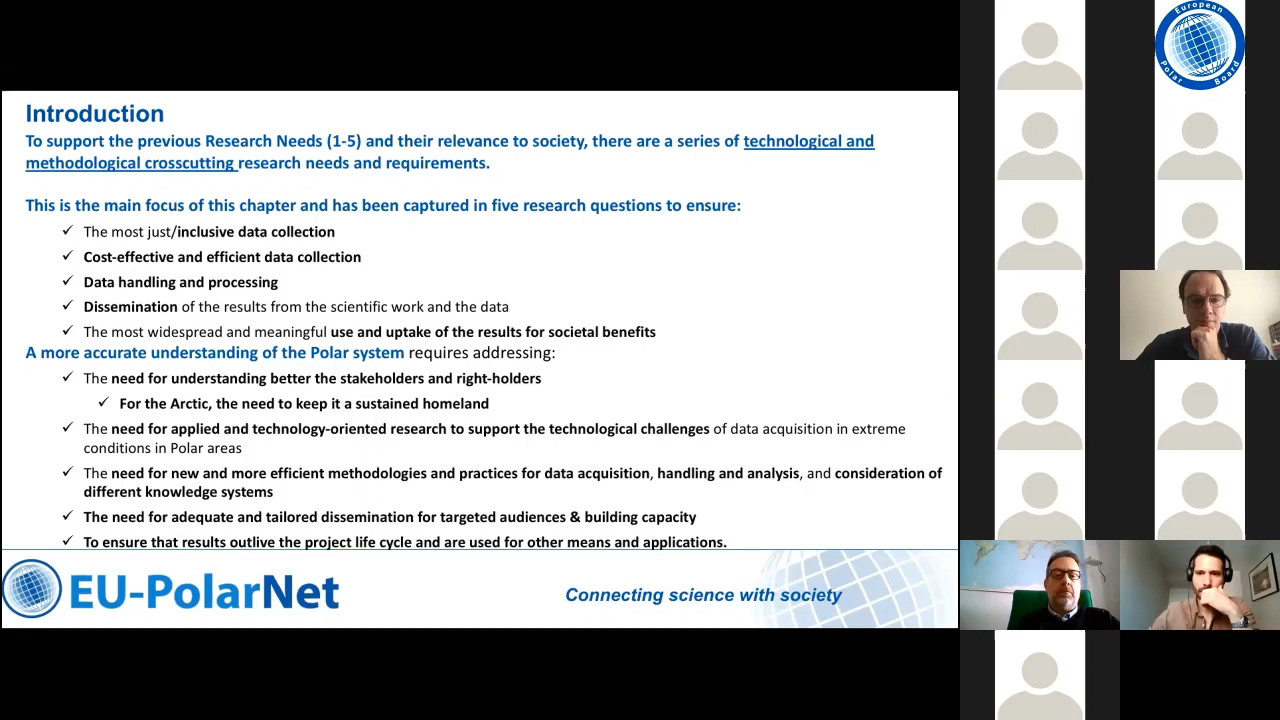 Introduction
To support the previous Research Needs (1-5) and their relevance to society, there are a series of technological and
methodological crosscutting research needs and requirements.
This is the main focus of this chapter and has been captured in five research questions to ensure:
✓ The most just/inclusive data collection
✓ Cost-effective and efficient data collection
✓ Data handling and processing
✓ Dissemination of the results from the scientific work and the data
✓ The most widespread and meaningful use and uptake of the results for societal benefits
A more accurate understanding of the Polar system requires addressing:
✓ The need for understanding better the stakeholders and right-holders
✓ For the Arctic, the need to keep it a sustained homeland
✓ The need for applied and technology-oriented research to support the technological challenges of data acquisition in extreme
conditions in Polar areas
✓ The need for new and more efficient methodologies and practices for data acquisition, handling and analysis, and consideration of
different knowledge systems
✓ The need for adequate and tailored dissemination for targeted audiences & building capacity
✓ To ensure that results outlive the project life cycle and are used for other means and applications.
EU-PolarNet
Connecting science with society
European
Polar Board